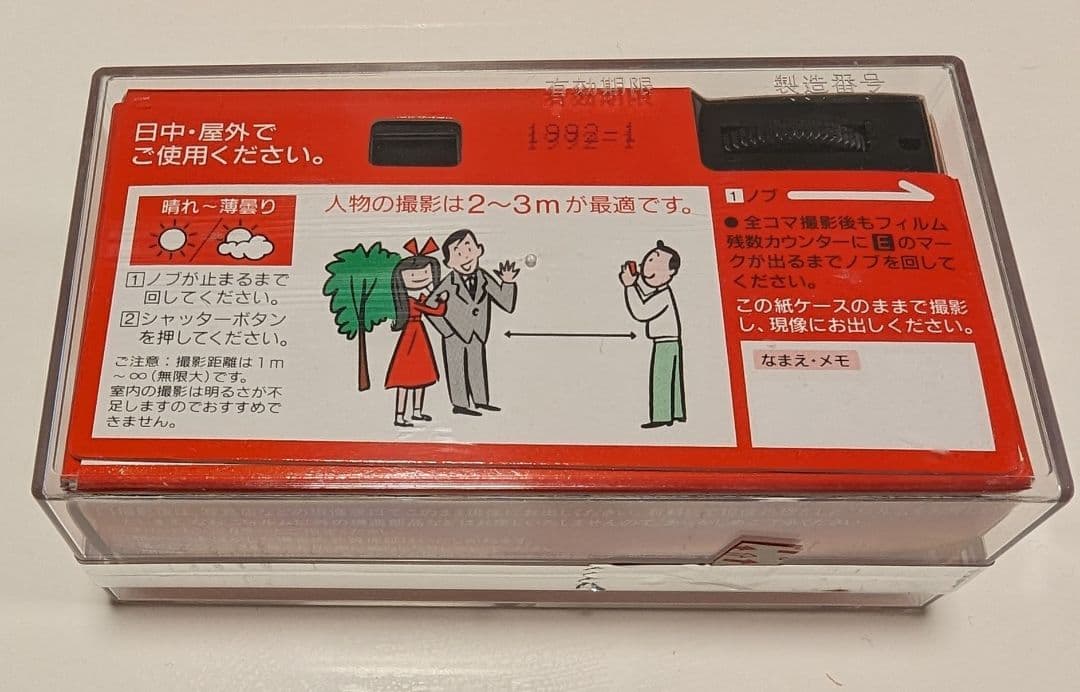 有効期限
製造番号
1992=1
日中・屋外で
ご使用ください。
晴れ～薄曇り
1ノブが止まるまで
回してください。
2シャッターボタン
を押してください。
ご注意：撮影距離は1m
～∞(無限大)です。
室内の撮影は明るさが不
足しますのでおすすめで
きません。
人物の撮影は2～3mが最適です。
1ノブ
●全コマ撮影後もフィルム
残数カウンターにEのマー
クが出るまでノブを回して
ください。
この紙ケースのままで撮影
し、現像にお出しください。
なまえ・メモ